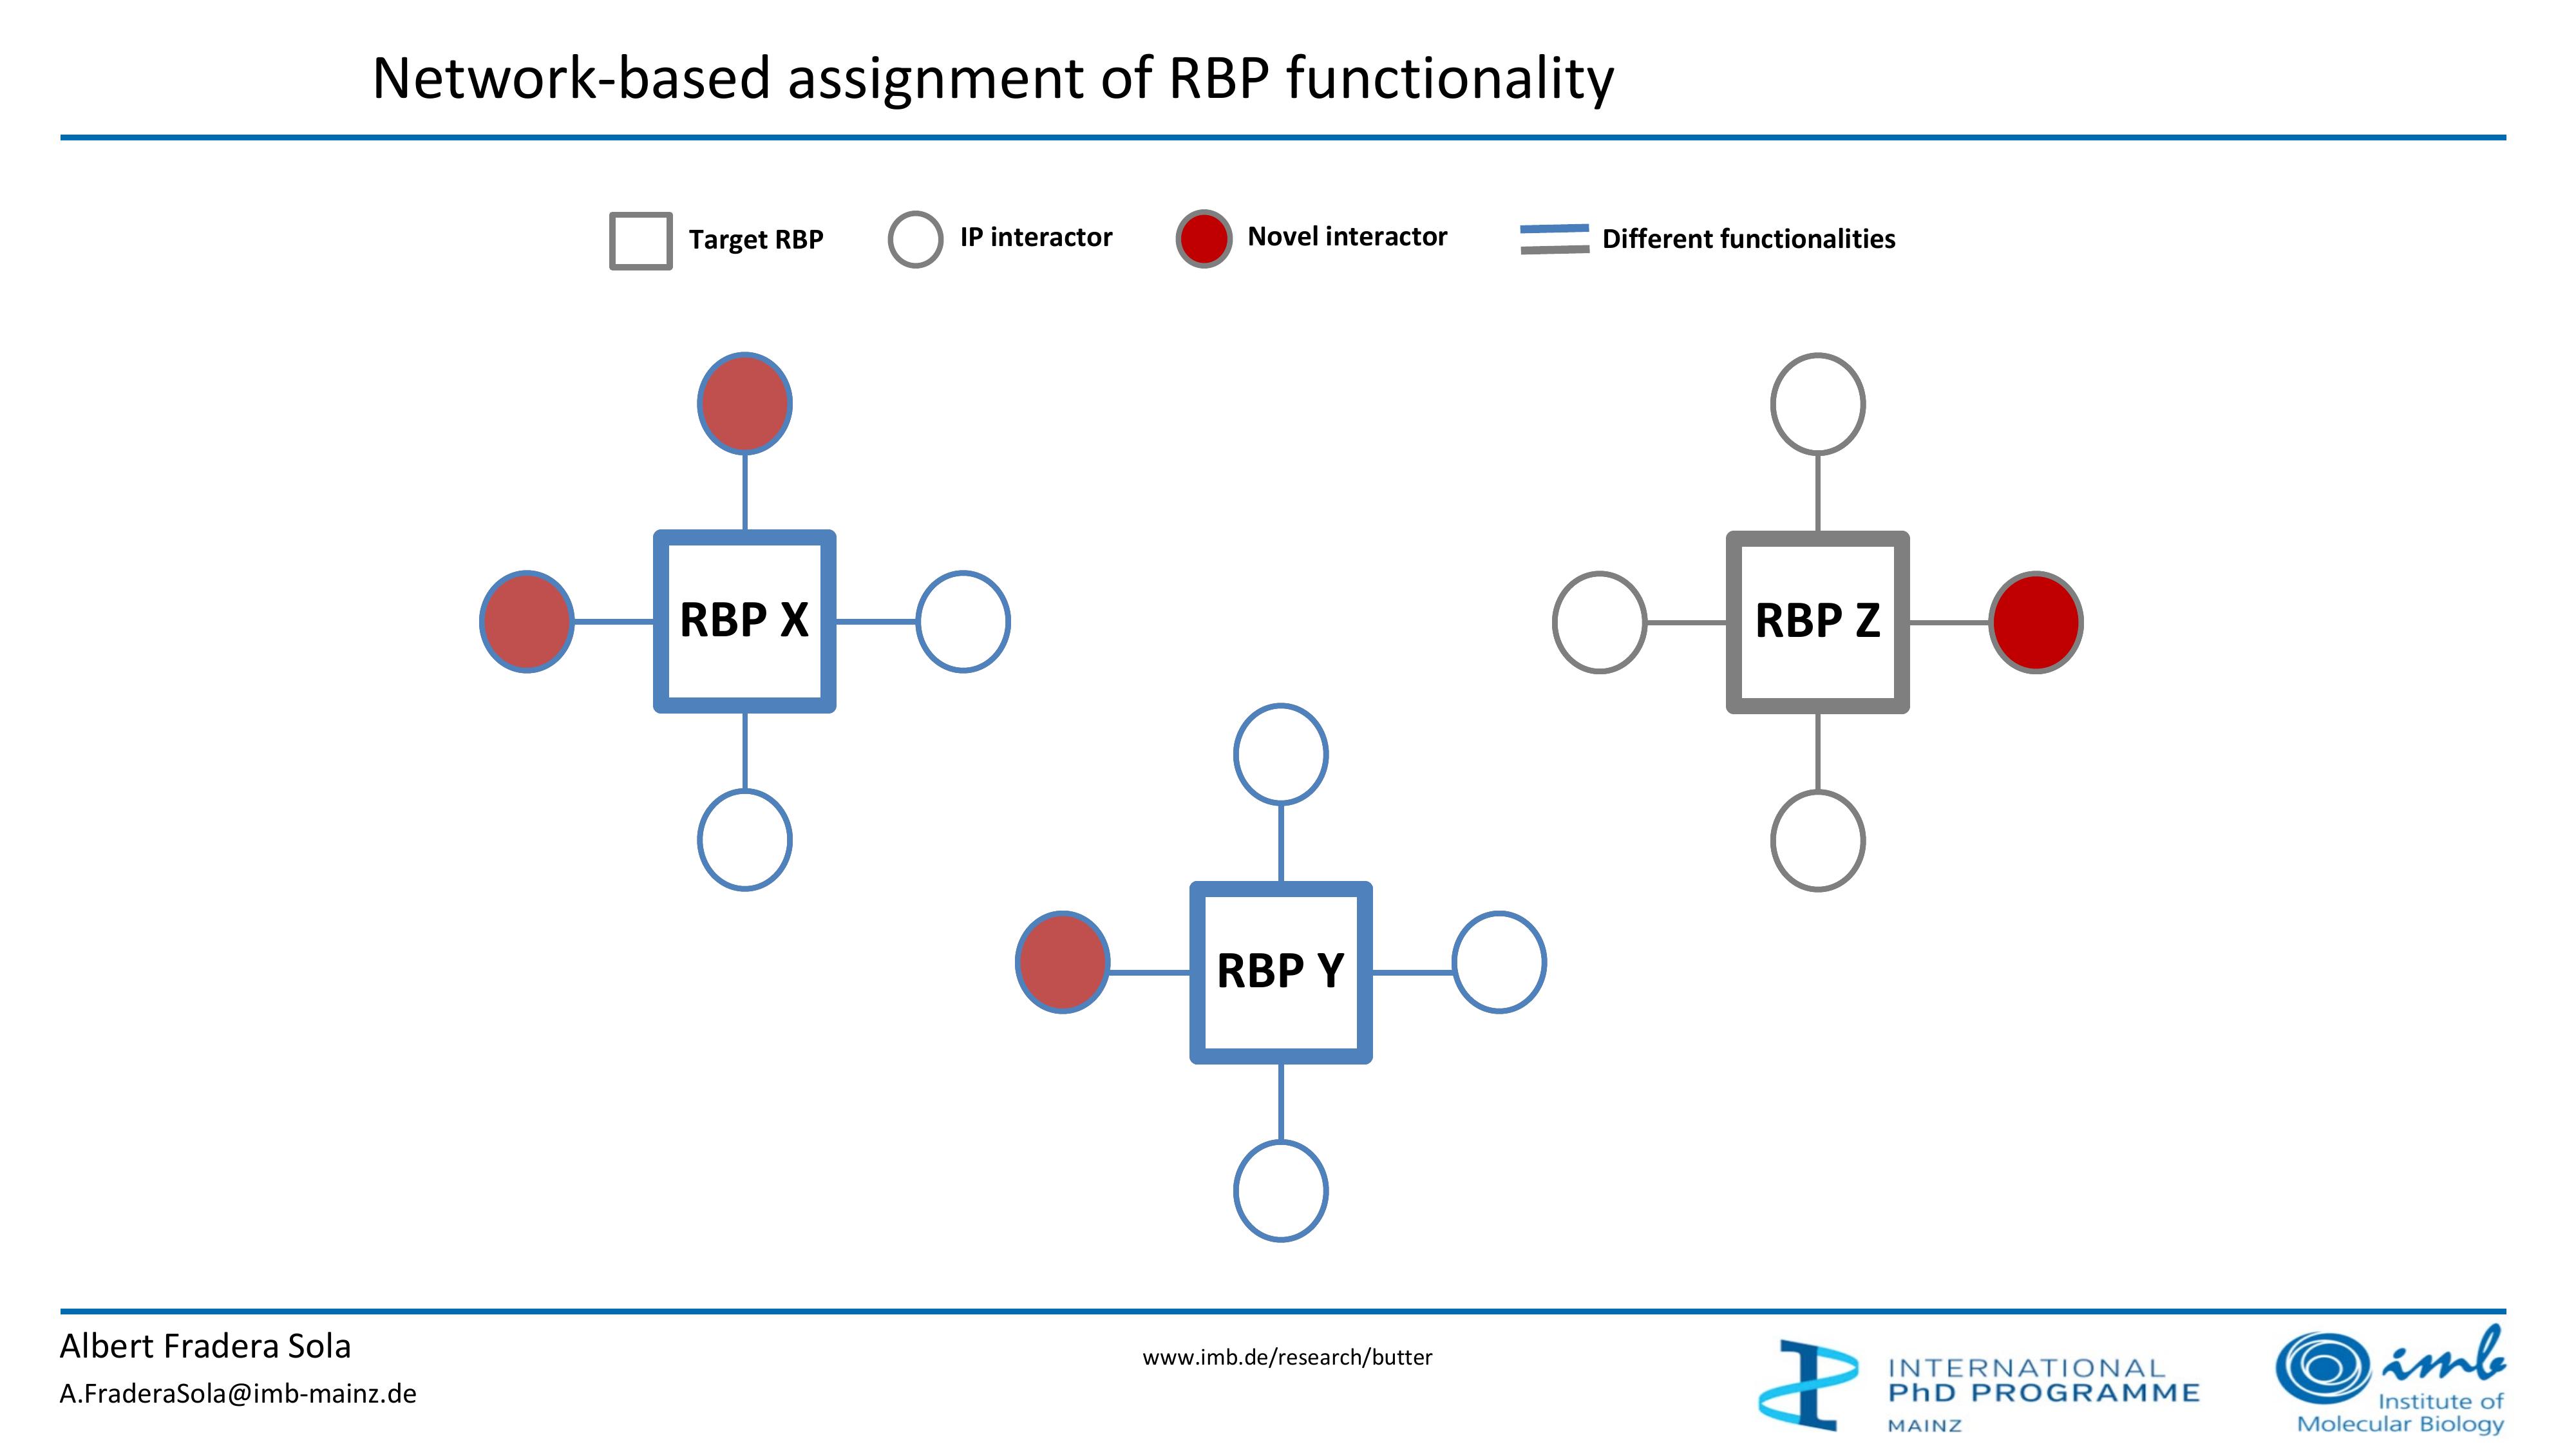 Network-based assignment of RBP functionality
Target RBP
IP interactor
Novel interactor
Different functionalities
RBP X
RBP Z
RBP Y
Albert Fradera Sola
A.FraderaSola@imb-mainz.de
www.imb.de/research/butter
INTERNATIONAL
PhD PROGRAMME
MAINZ
imb
Institute of
Molecular Biology